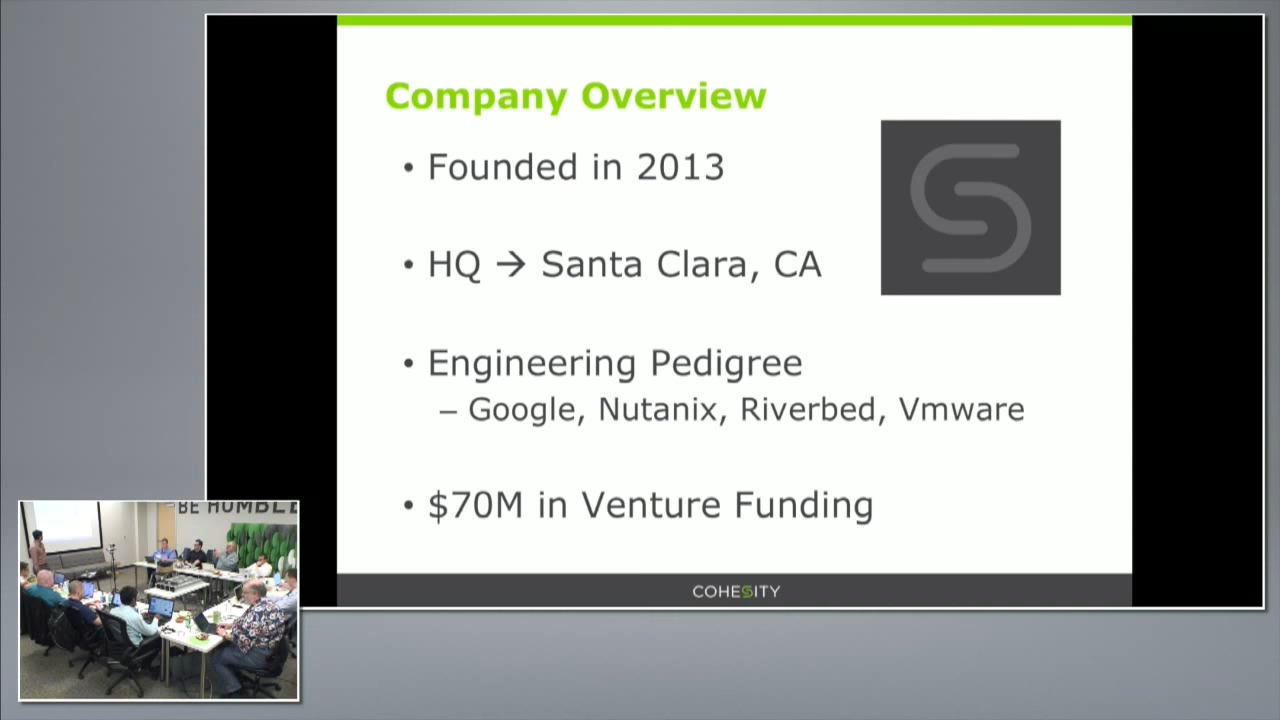 Company Overview
• Founded in 2013
• HQ → Santa Clara, CA
• Engineering Pedigree
– Google, Nutanix, Riverbed, Vmware
• $70M in Venture Funding
COHESITY
BE HUMBLE